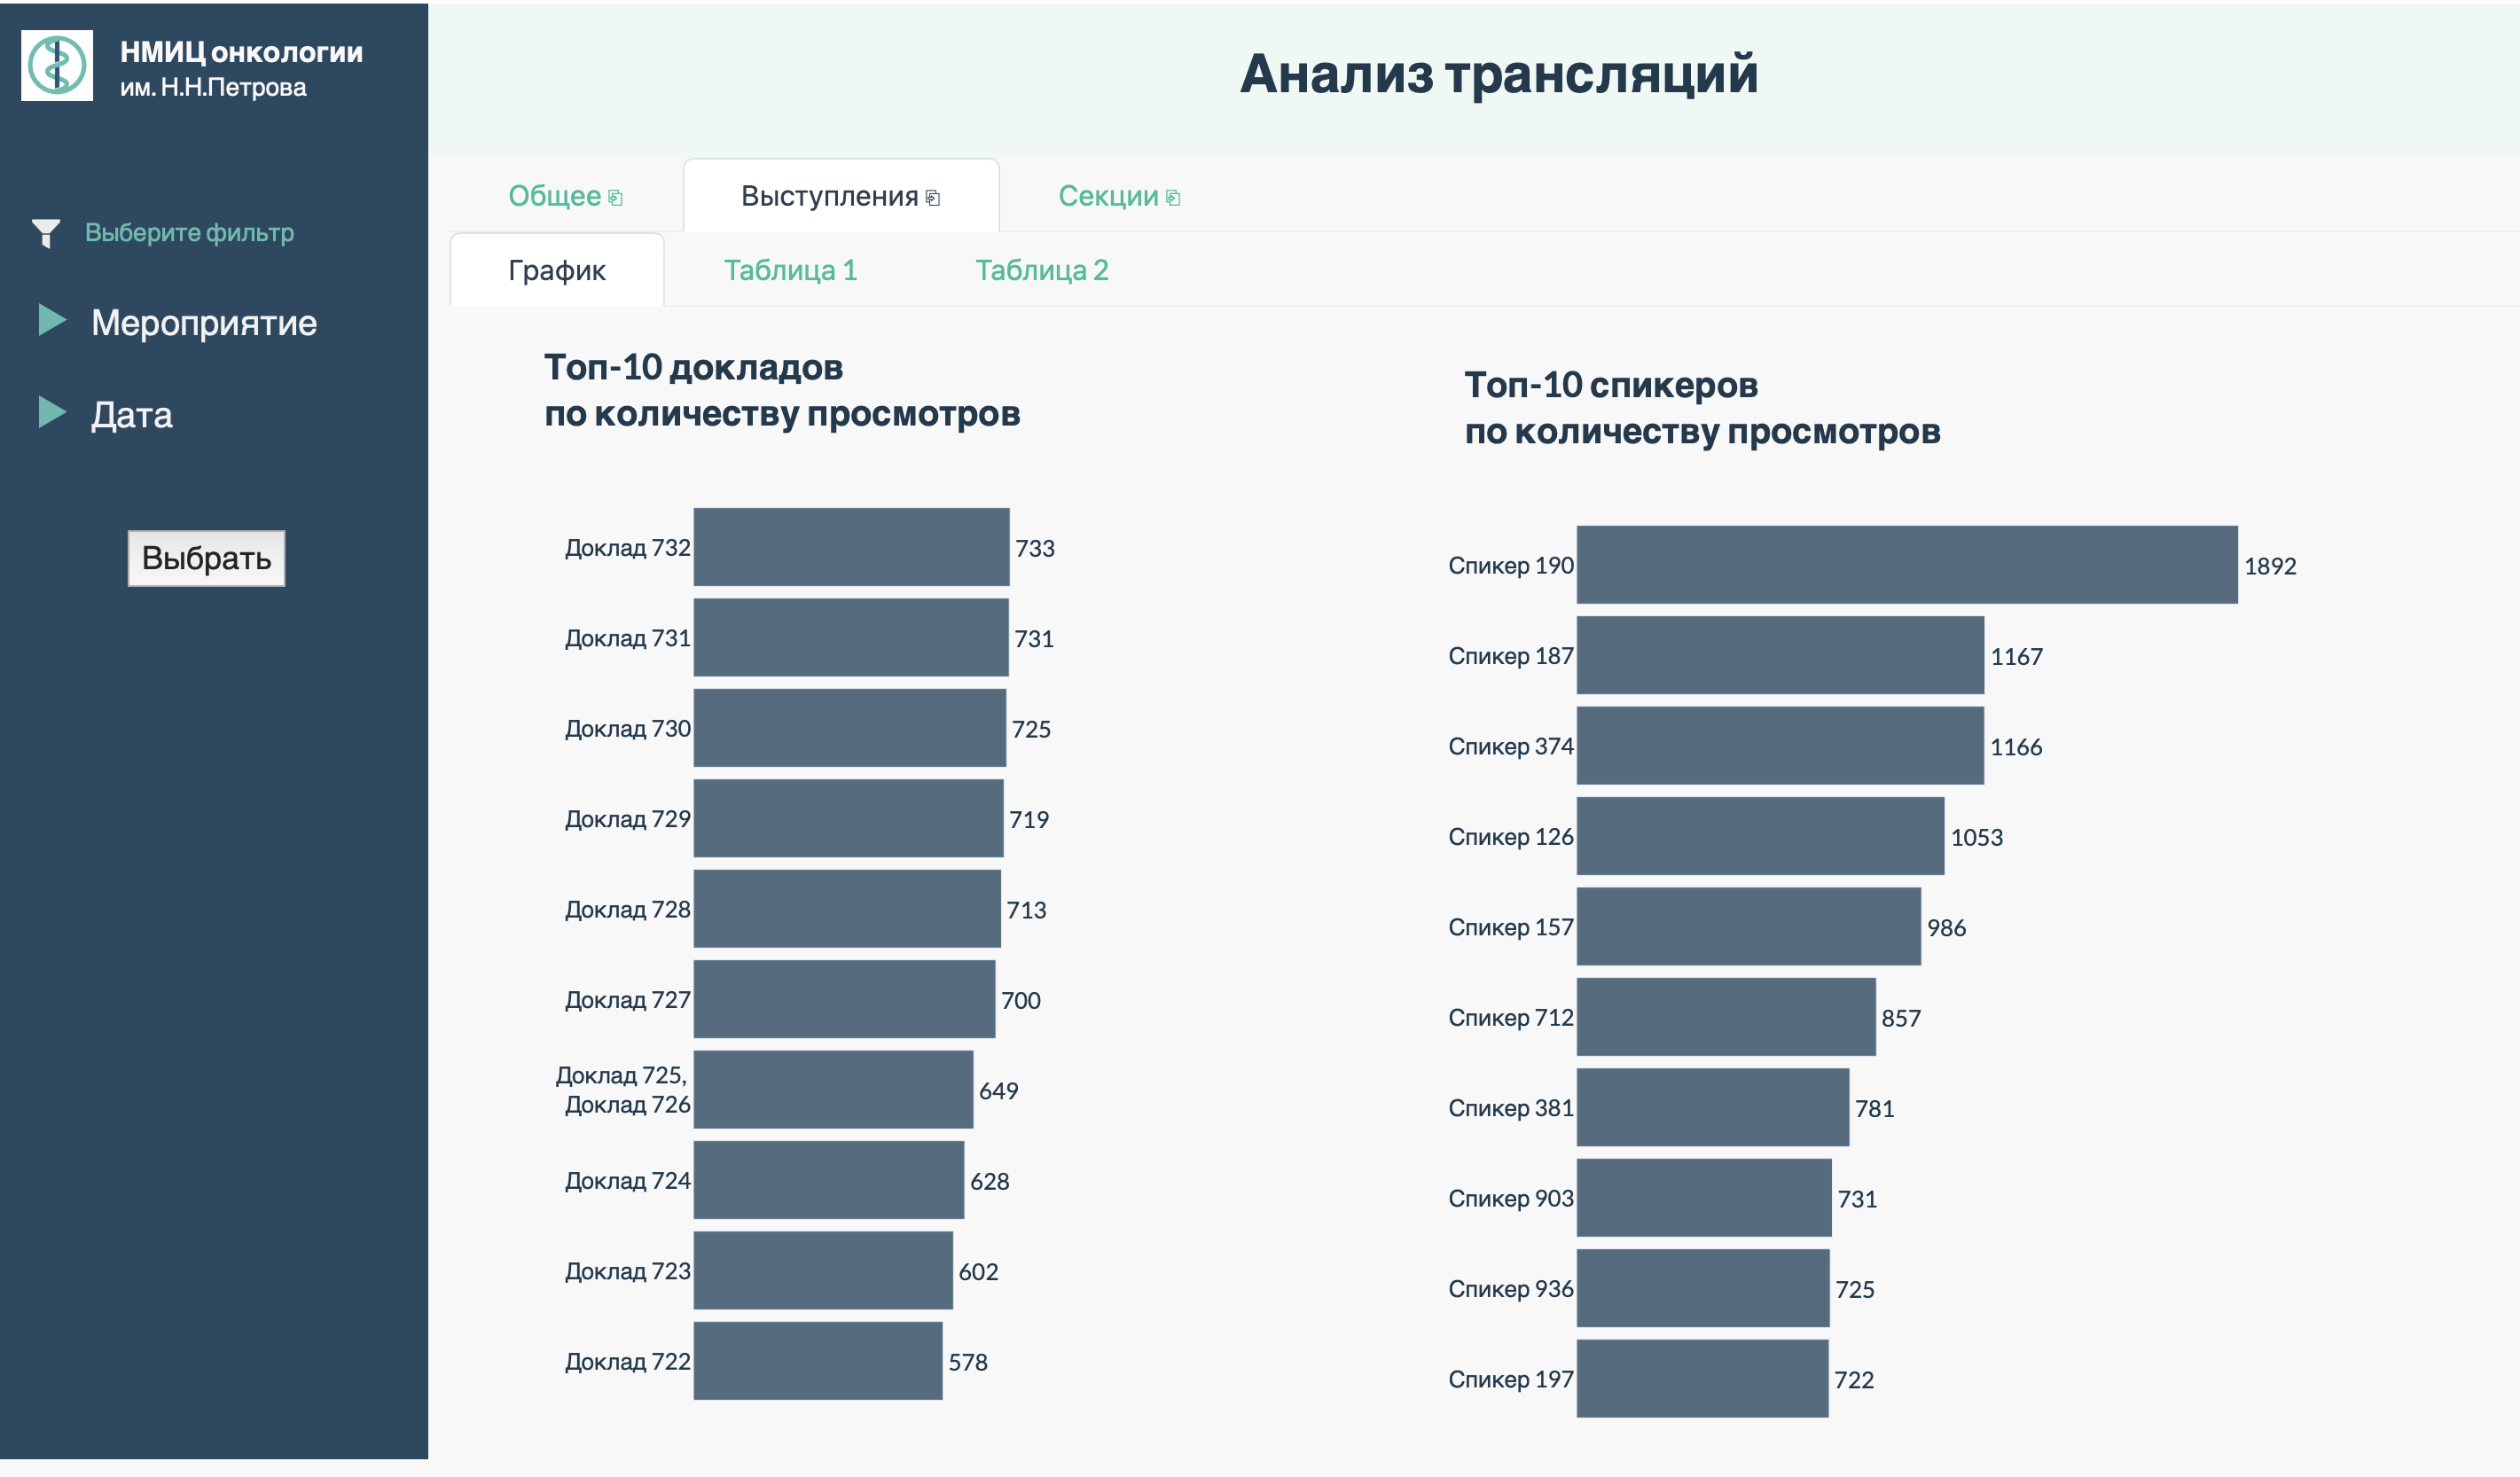 НМИЦ онкологии
им. Н.Н.Петрова
Выберите фильтр
Мероприятие
Дата
Выбрать
Анализ трансляций
Общее
Выступления
Секции
График
Таблица 1
Таблица 2
Топ-10 докладов
по количеству просмотров
Доклад 732 733
Доклад 731 731
Доклад 730 725
Доклад 729 719
Доклад 728 713
Доклад 727 700
Доклад 725,
Доклад 726 649
Доклад 724 628
Доклад 723 602
Доклад 722 578
Топ-10 спикеров
по количеству просмотров
Спикер 190 1892
Спикер 187 1167
Спикер 374 1166
Спикер 126 1053
Спикер 157 986
Спикер 712 857
Спикер 381 781
Спикер 903 731
Спикер 936 725
Спикер 197 722